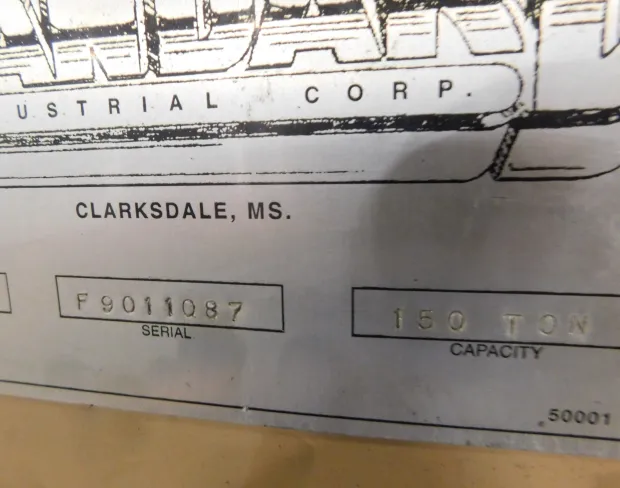 USTRIAL CORP.
CLARKSDALE, MS.
F9011087
SERIAL
150 TON
CAPACITY
50001